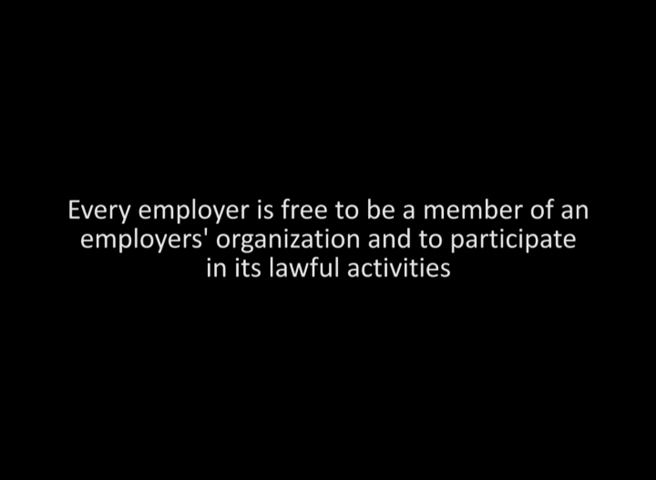 Every employer is free to be a member of an
employers' organization and to participate
in its lawful activities